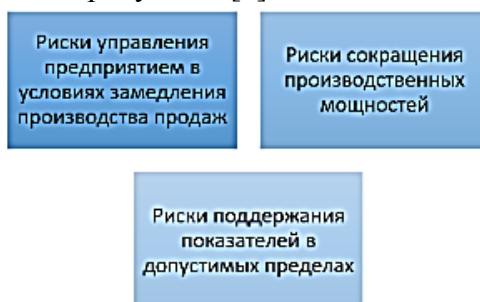 Риски управления
предприятием в
условиях замедления
производства продаж
Риски сокращения
производственных
мощностей
Риски поддержания
показателей в
допустимых пределах